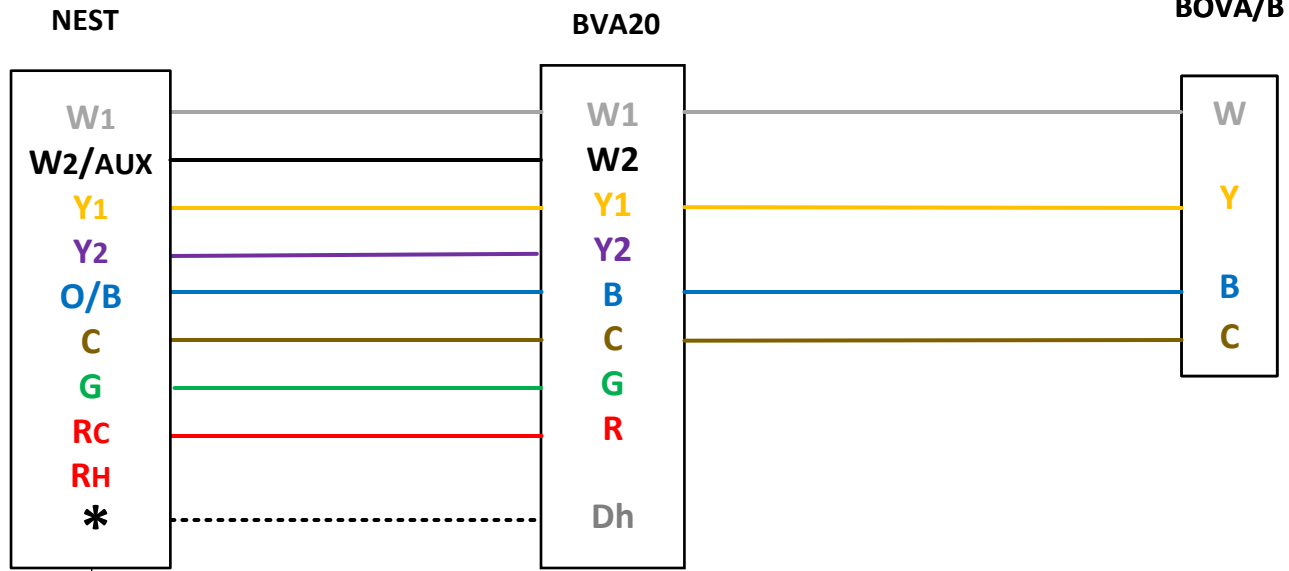 NEST
BVA20
BOVA/B
W1
W2/AUX
Y1
Y2
O/B
C
G
RC
RH
*
W1
W2
Y1
Y2
B
C
G
R
Dh
W
Y
B
C